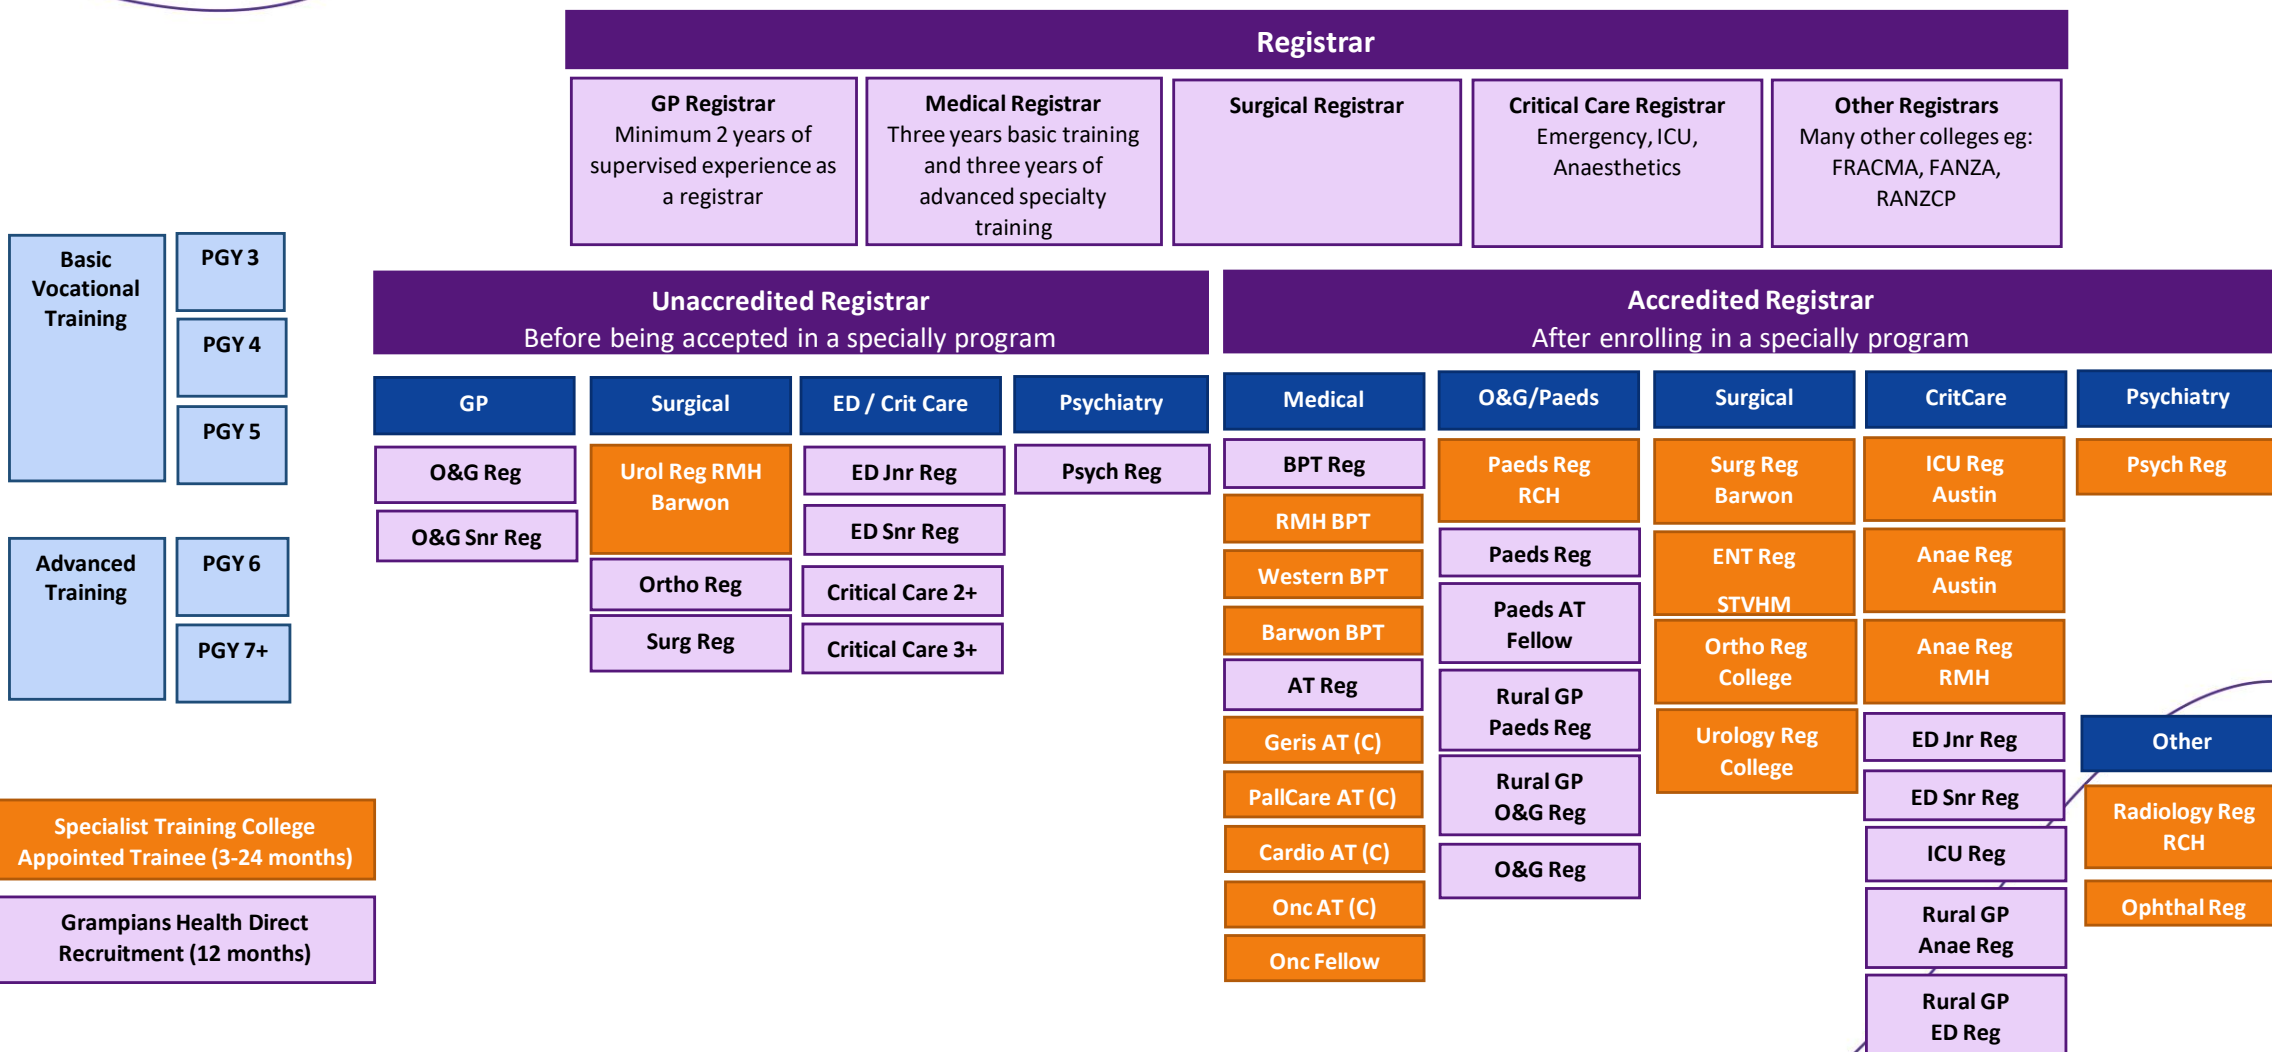 Registrar
GP Registrar
Minimum 2 years of
supervised experience as
a registrar
Medical Registrar
Three years basic training
and three years of
advanced specialty
training
Surgical Registrar
Critical Care Registrar
Emergency, ICU,
Anaesthetics
Other Registrars
Many other colleges eg:
FRACMA, FANZA,
RANZCP
Basic
Vocational
Training
PGY 3
PGY 4
PGY 5
Advanced
Training
PGY 6
PGY 7+
Specialist Training College
Appointed Trainee (3-24 months)
Grampians Health Direct
Recruitment (12 months)
Unaccredited Registrar
Before being accepted in a specially program
GP
O&G Reg
O&G Snr Reg
Surgical
Urol Reg RMH
Barwon
Ortho Reg
Surg Reg
ED / Crit Care
ED Jnr Reg
ED Snr Reg
Critical Care 2+
Critical Care 3+
Psychiatry
Psych Reg
Accredited Registrar
After enrolling in a specially program
Medical
BPT Reg
RMH BPT
Western BPT
Barwon BPT
AT Reg
Geris AT (C)
PallCare AT (C)
Cardio AT (C)
Onc AT (C)
Onc Fellow
O&G/Paeds
Paeds Reg
RCH
Paeds Reg
Paeds AT
Fellow
Rural GP
Paeds Reg
Rural GP
O&G Reg
O&G Reg
Surgical
Surg Reg
Barwon
ENT Reg
STVHM
Ortho Reg
College
Urology Reg
College
CritCare
ICU Reg
Austin
Anae Reg
Austin
Anae Reg
RMH
ED Jnr Reg
ED Snr Reg
ICU Reg
Rural GP
Anae Reg
Rural GP
ED Reg
Psychiatry
Psych Reg
Other
Radiology Reg
RCH
Ophthal Reg